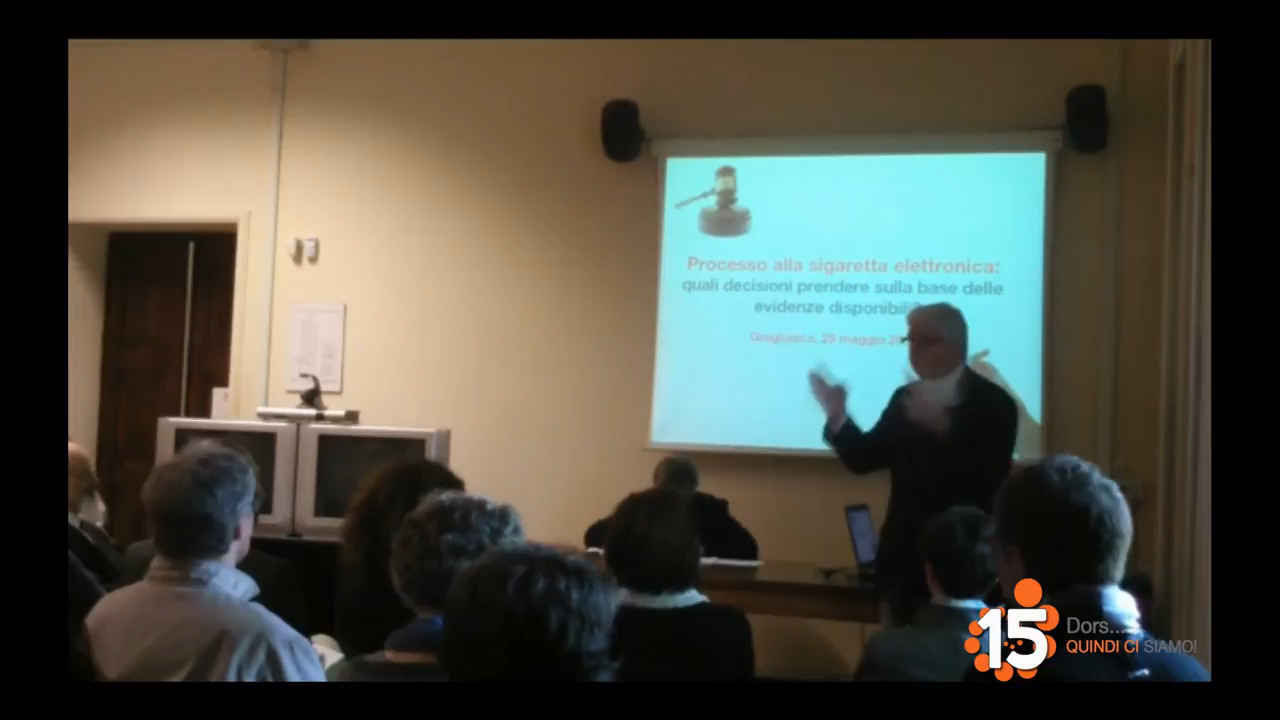 Processo alla sigaretta elettronica:
quali decisioni prendere sulla base delle
evidenze disponibili
Grugliasco, 29 maggio
15
Dors...
QUINDI CI SIAMO!